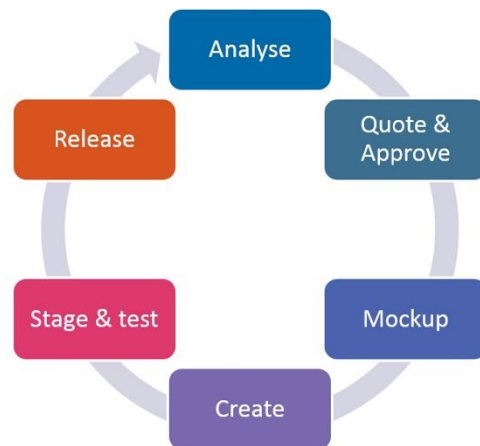 Analyse
Quote &
Approve
Mockup
Create
Stage & test
Release